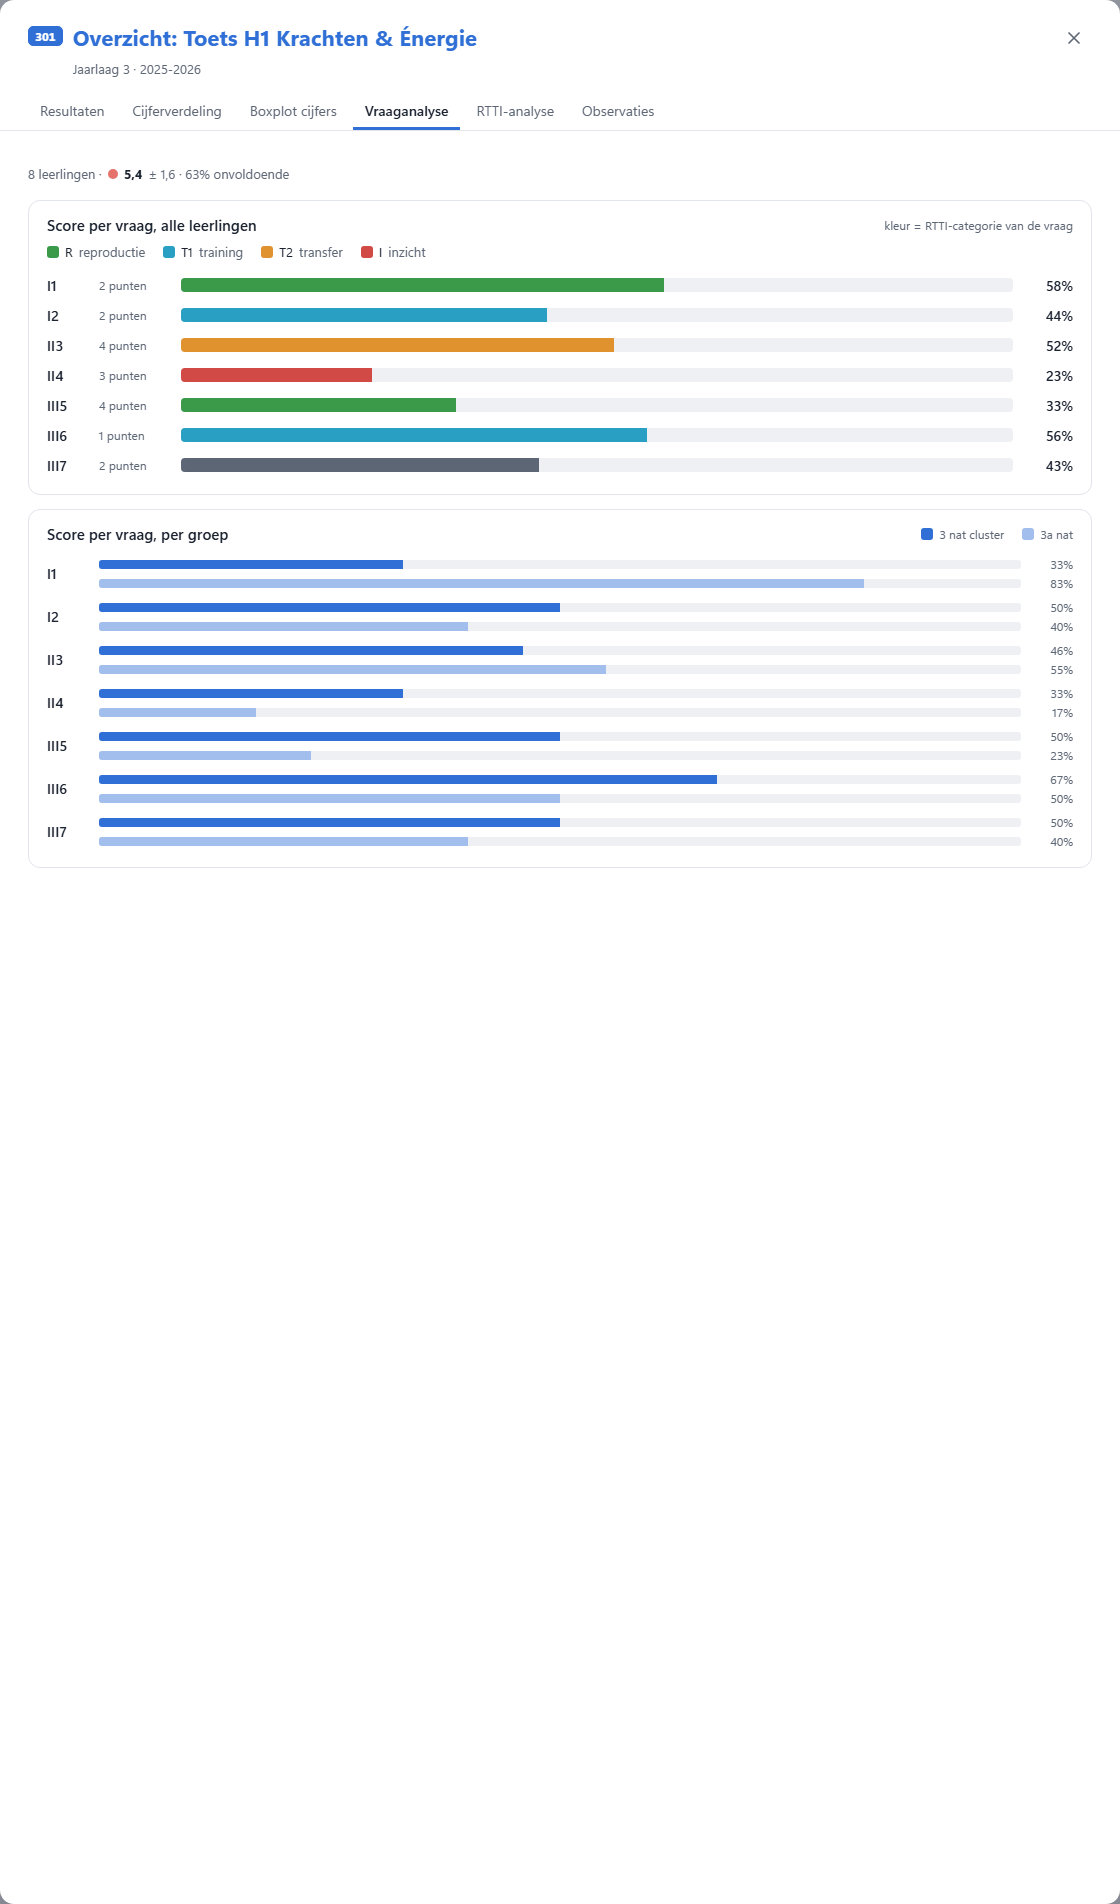 301 Overzicht: Toets H1 Krachten & Énergie
Jaarlaag 3 · 2025-2026
Resultaten Cijferverdeling Boxplot cijfers Vraaganalyse RTTI-analyse Observaties
8 leerlingen · 5,4 ± 1,6 · 63% onvoldoende
Score per vraag, alle leerlingen kleur = RTTI-categorie van de vraag
R reproductie T1 training T2 transfer I inzicht
I1 2 punten 58%
I2 2 punten 44%
II3 4 punten 52%
II4 3 punten 23%
III5 4 punten 33%
III6 1 punten 56%
III7 2 punten 43%
Score per vraag, per groep 3 nat cluster 3a nat
I1 33%
83%
I2 50%
40%
II3 46%
55%
II4 33%
17%
III5 50%
23%
III6 67%
50%
III7 50%
40%